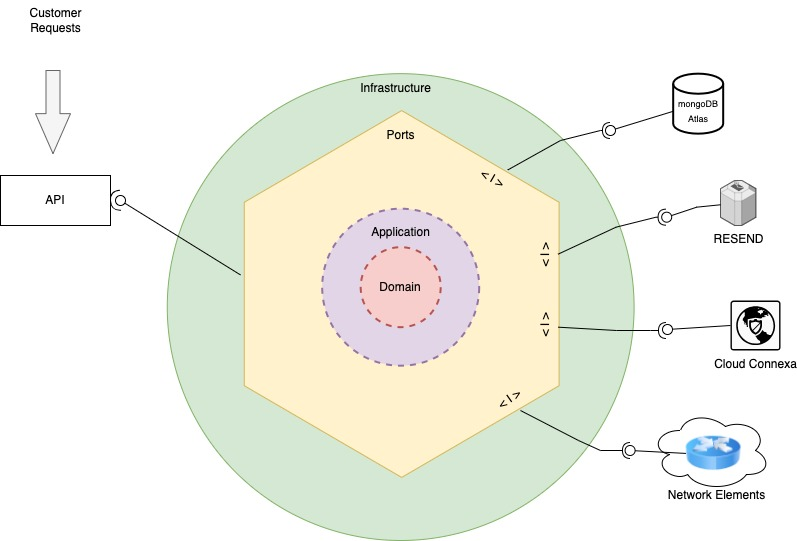 Customer
Requests
Infrastructure
Ports
mongoDB
Atlas
</>
API
Application
RESEND
</>
Domain
</>
Cloud Connexa
</>
Network Elements